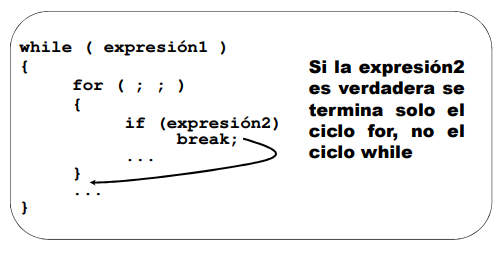 while ( expresión1 )
{
for ( ; ; )
{
if (expresión2)
break;
...
}
...
}
Si la expresión2
es verdadera se
termina solo el
ciclo for, no el
ciclo while